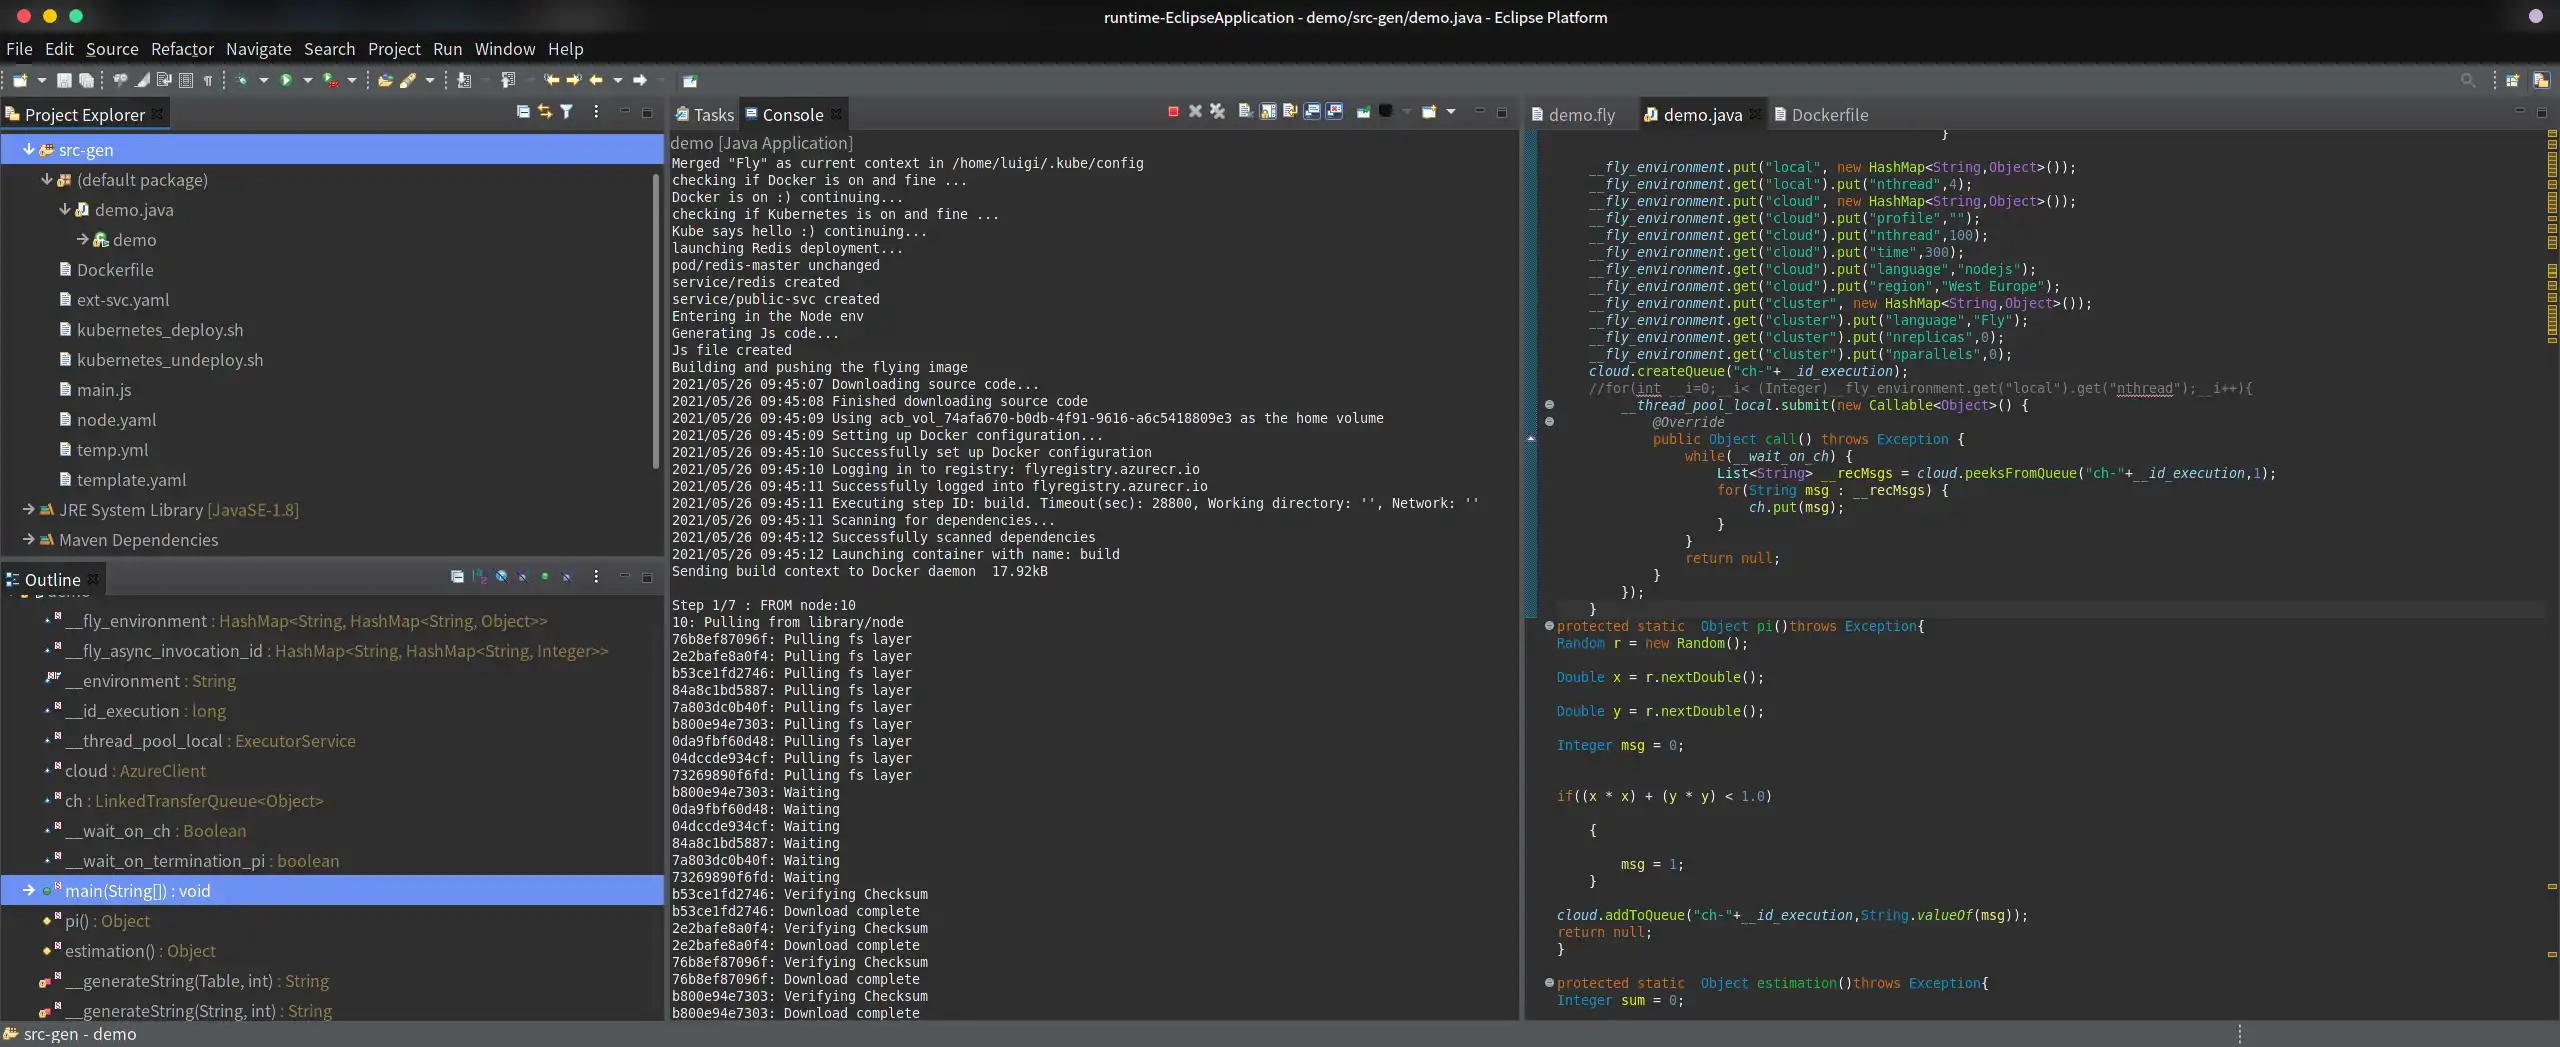 runtime-EclipseApplication - demo/src-gen/demo.java - Eclipse Platform
File Edit Source Refactor Navigate Search Project Run Window Help
Project Explorer
src-gen
(default package)
demo.java
demo
Dockerfile
ext-svc.yaml
kubernetes_deploy.sh
kubernetes_undeploy.sh
main.js
node.yaml
temp.yml
template.yaml
JRE System Library [JavaSE-1.8]
Maven Dependencies
Outline
__fly_environment : HashMap<String, HashMap<String, Object>>
__fly_async_invocation_id : HashMap<String, HashMap<String, Integer>>
__environment : String
__id_execution : long
__thread_pool_local : ExecutorService
cloud : AzureClient
ch : LinkedTransferQueue<Object>
__wait_on_ch : Boolean
__wait_on_termination_pi : boolean
main(String[]) : void
pi() : Object
estimation() : Object
__generateString(Table, int) : String
__generateString(String, int) : String
src-gen - demo
Tasks Console
demo [Java Application]
Merged "Fly" as current context in /home/luigi/.kube/config
checking if Docker is on and fine ...
Docker is on :) continuing...
checking if Kubernetes is on and fine ...
Kube says hello :) continuing...
launching Redis deployment...
pod/redis-master unchanged
service/redis created
service/public-svc created
Entering in the Node env
Generating Js code...
Js file created
Building and pushing the flying image
2021/05/26 09:45:07 Downloading source code...
2021/05/26 09:45:08 Finished downloading source code
2021/05/26 09:45:09 Using acb_vol_74afa670-b0db-4f91-9616-a6c5418809e3 as the home volume
2021/05/26 09:45:09 Setting up Docker configuration...
2021/05/26 09:45:10 Successfully set up Docker configuration
2021/05/26 09:45:10 Logging in to registry: flyregistry.azurecr.io
2021/05/26 09:45:11 Successfully logged into flyregistry.azurecr.io
2021/05/26 09:45:11 Executing step ID: build. Timeout(sec): 28800, Working directory: '', Network: ''
2021/05/26 09:45:11 Scanning for dependencies...
2021/05/26 09:45:12 Successfully scanned dependencies
2021/05/26 09:45:12 Launching container with name: build
Sending build context to Docker daemon  17.92kB
Step 1/7 : FROM node:10
10: Pulling from library/node
76b8ef87096f: Pulling fs layer
2e2bafe8a0f4: Pulling fs layer
b53ce1fd2746: Pulling fs layer
84a8c1bd5887: Pulling fs layer
7a803dc0b40f: Pulling fs layer
b800e94e7303: Pulling fs layer
0da9fbf60d48: Pulling fs layer
04dccde934cf: Pulling fs layer
73269890f6fd: Pulling fs layer
b800e94e7303: Waiting
0da9fbf60d48: Waiting
04dccde934cf: Waiting
84a8c1bd5887: Waiting
7a803dc0b40f: Waiting
73269890f6fd: Waiting
b53ce1fd2746: Verifying Checksum
b53ce1fd2746: Download complete
2e2bafe8a0f4: Verifying Checksum
2e2bafe8a0f4: Download complete
76b8ef87096f: Verifying Checksum
76b8ef87096f: Download complete
b800e94e7303: Verifying Checksum
b800e94e7303: Download complete
demo.fly demo.java Dockerfile
}
__fly_environment.put("local", new HashMap<String,Object>());
__fly_environment.get("local").put("nthread",4);
__fly_environment.put("cloud", new HashMap<String,Object>());
__fly_environment.get("cloud").put("profile","");
__fly_environment.get("cloud").put("nthread",100);
__fly_environment.get("cloud").put("time",300);
__fly_environment.get("cloud").put("language","nodejs");
__fly_environment.get("cloud").put("region","West Europe");
__fly_environment.put("cluster", new HashMap<String,Object>());
__fly_environment.get("cluster").put("language","Fly");
__fly_environment.get("cluster").put("nreplicas",0);
__fly_environment.get("cluster").put("nparallels",0);
cloud.createQueue("ch-"+__id_execution);
//for(int __i=0;__i< (Integer)__fly_environment.get("local").get("nthread");__i++){
__thread_pool_local.submit(new Callable<Object>() {
@Override
public Object call() throws Exception {
while(__wait_on_ch) {
List<String> __recMsgs = cloud.peeksFromQueue("ch-"+__id_execution,1);
for(String msg : __recMsgs) {
ch.put(msg);
}
}
return null;
}
});
}
protected static  Object pi()throws Exception{
Random r = new Random();
Double x = r.nextDouble();
Double y = r.nextDouble();
Integer msg = 0;
if((x * x) + (y * y) < 1.0)
{
msg = 1;
}
cloud.addToQueue("ch-"+__id_execution,String.valueOf(msg));
return null;
}
protected static  Object estimation()throws Exception{
Integer sum = 0;